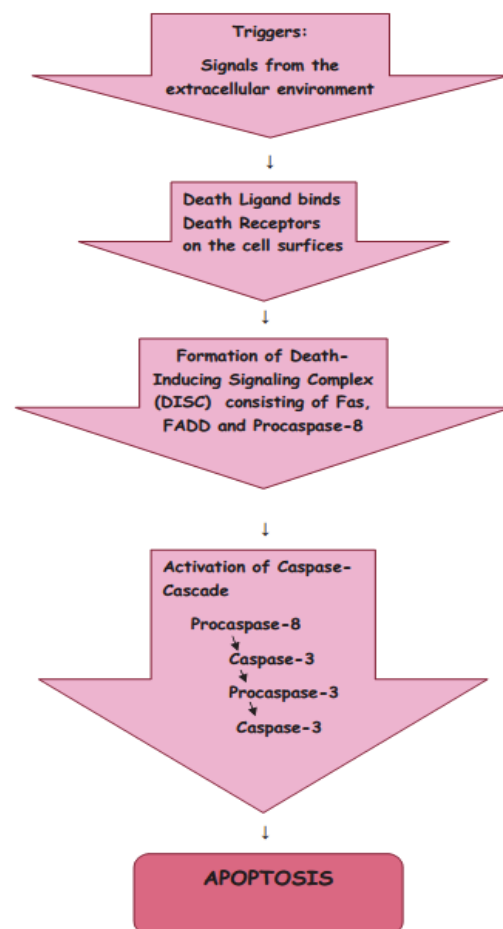 Triggers:
Signals from the
extracellular environment
↓
Death Ligand binds
Death Receptors
on the cell surfices
↓
Formation of Death-
Inducing Signaling Complex
(DISC) consisting of Fas,
FADD and Procaspase-8
↓
Activation of Caspase-
Cascade
Procaspase-8
Caspase-3
Procaspase-3
Caspase-3
↓
APOPTOSIS